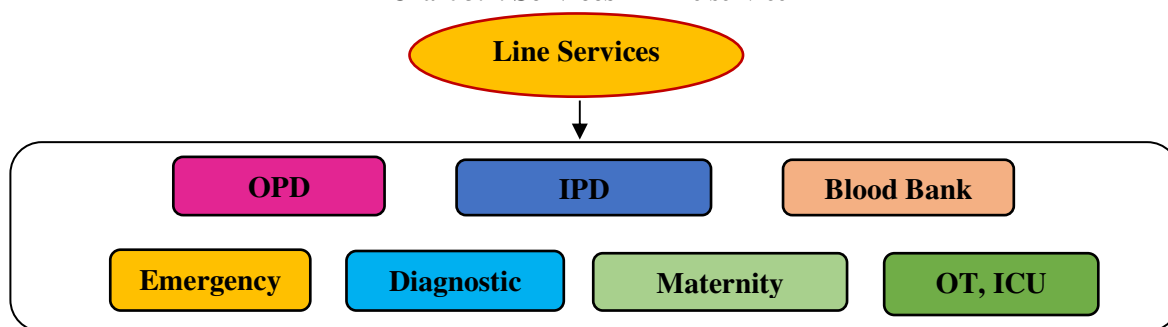 Line Services
OPD IPD Blood Bank
Emergency Diagnostic Maternity OT, ICU